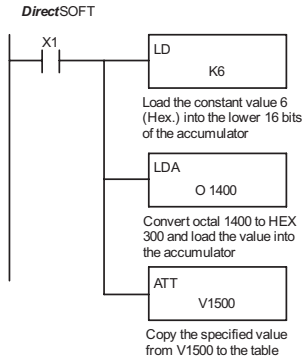 DirectSOFT
X1
LD
K6
Load the constant value 6
(Hex.) into the lower 16 bits
of the accumulator
LDA
O 1400
Convert octal 1400 to HEX
300 and load the value into
the accumulator
ATT
V1500
Copy the specified value
from V1500 to the table